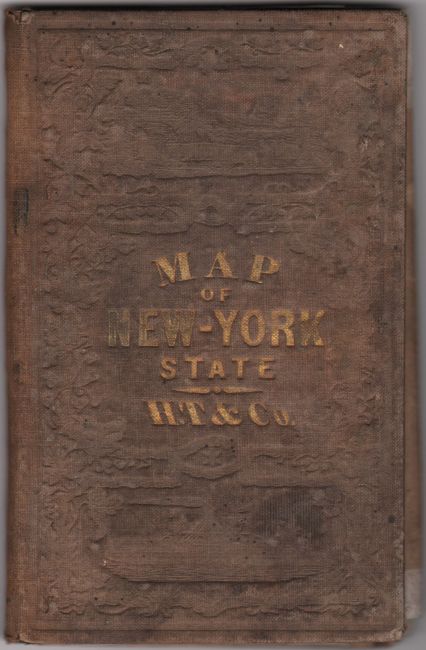 MAP
OF
NEW-YORK
STATE
H.T. & Co.